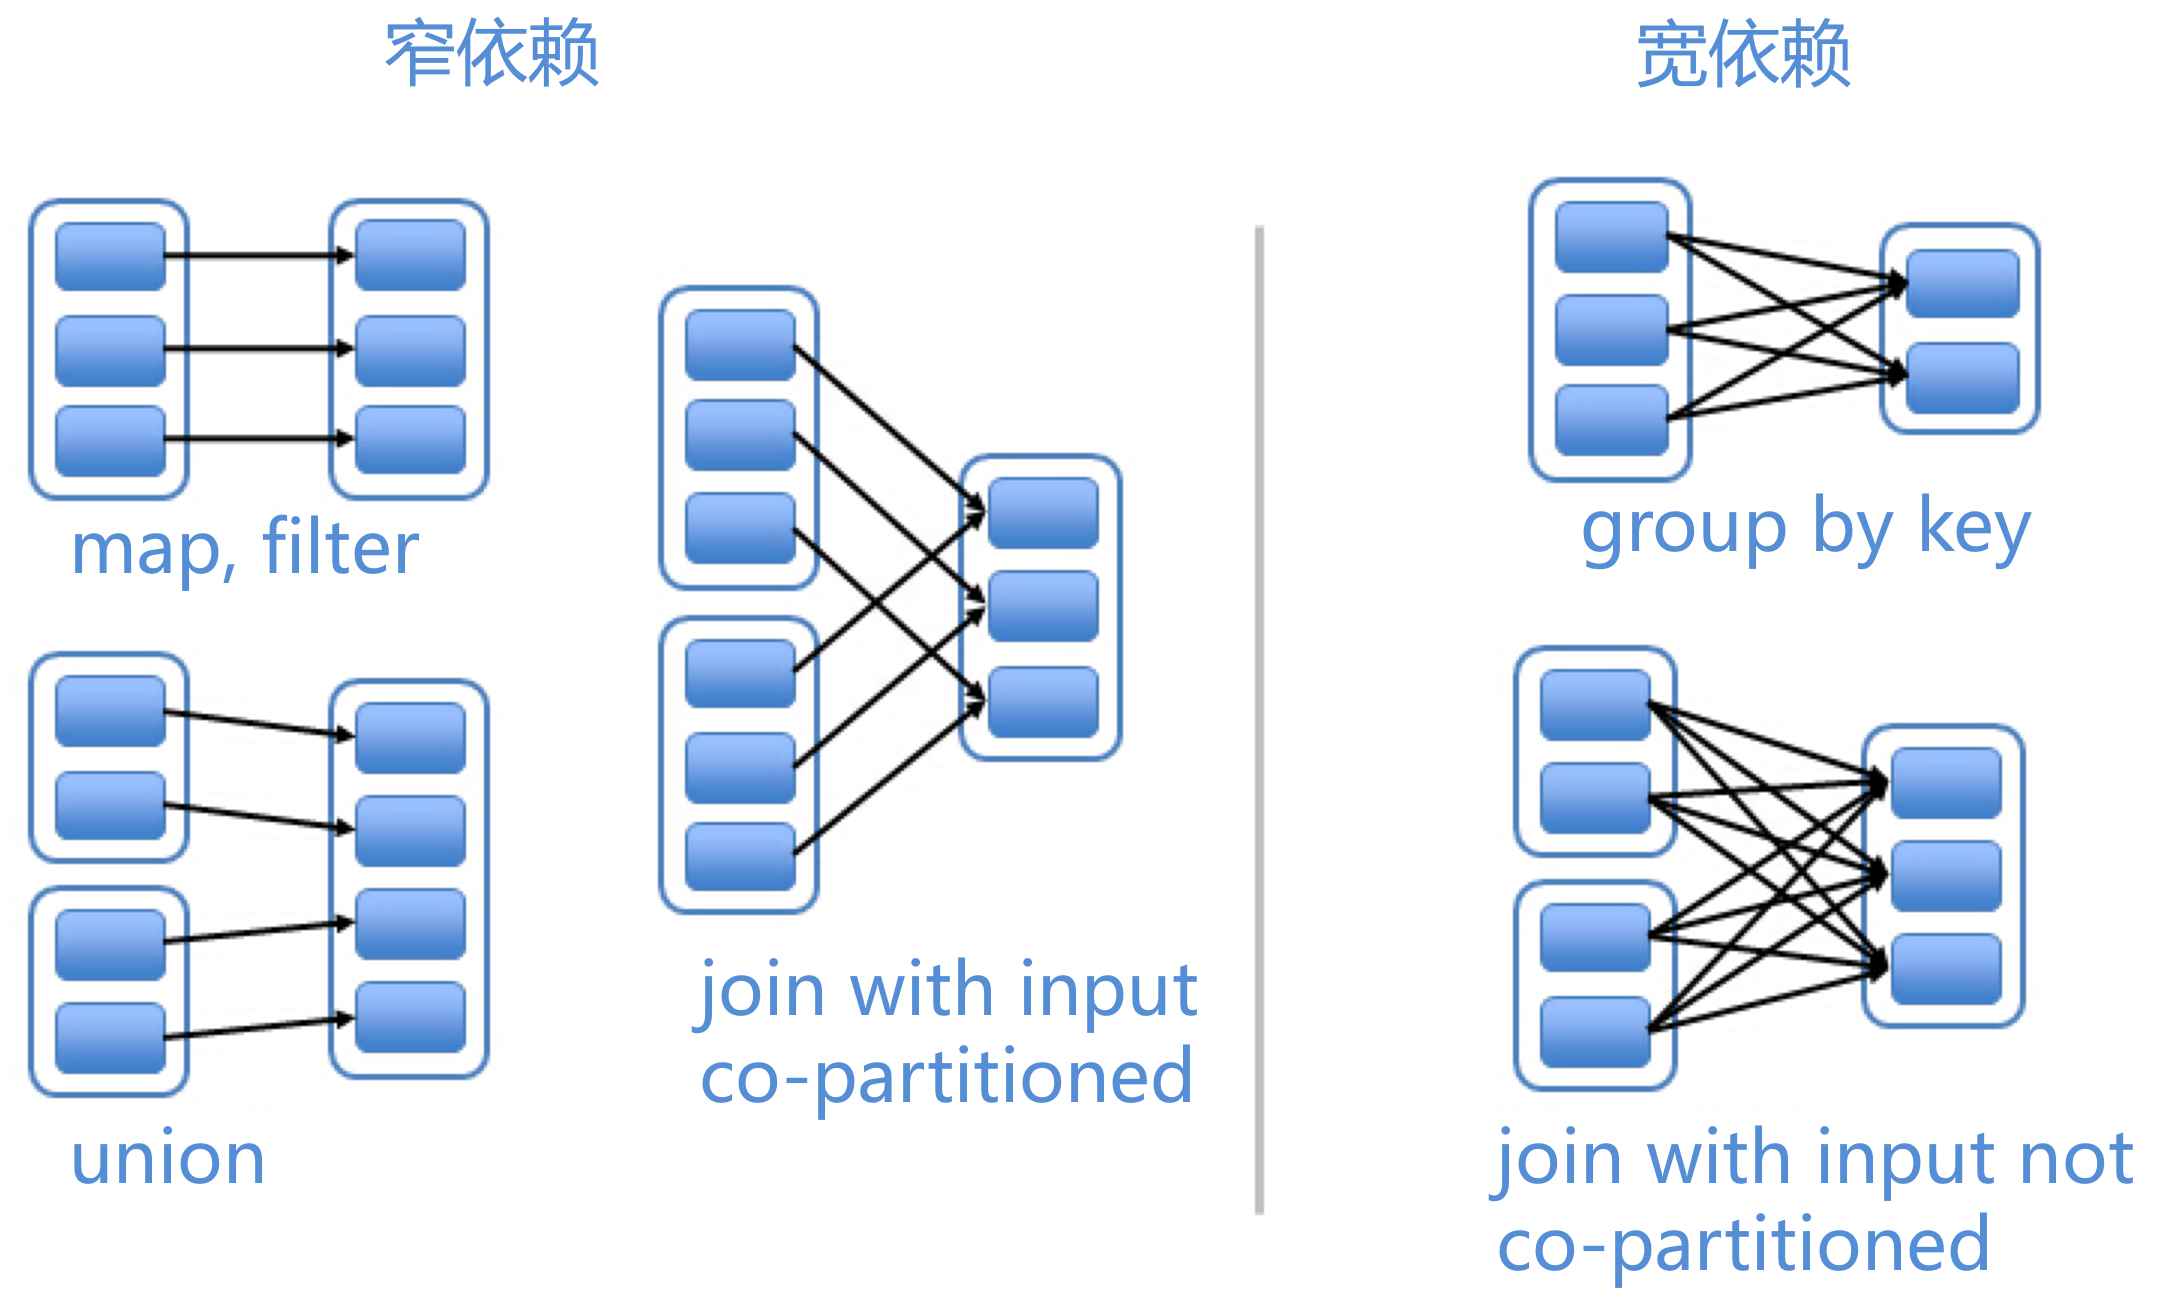 窄依赖
宽依赖
map, filter
union
join with input
co-partitioned
group by key
join with input not
co-partitioned